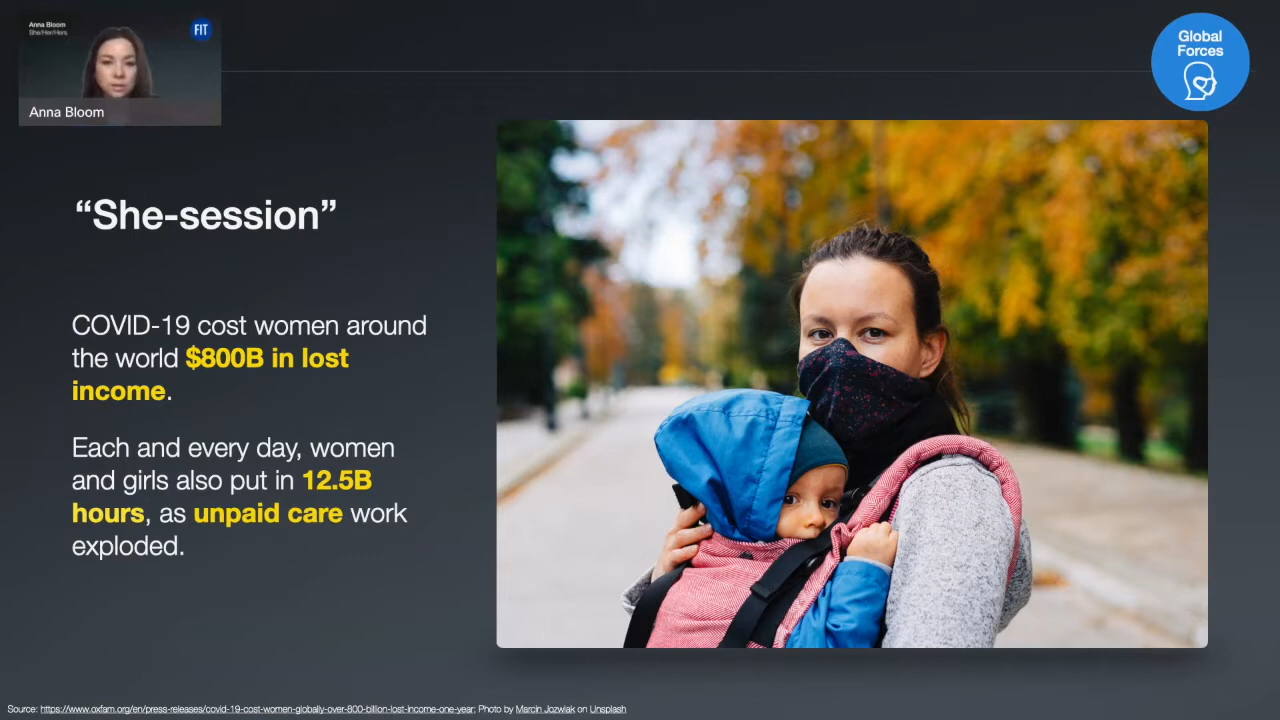 Anna Bloom
She/Her/Hers
FIT
Anna Bloom
Global
Forces
“She-session”
COVID-19 cost women around
the world $800B in lost
income.
Each and every day, women
and girls also put in 12.5B
hours, as unpaid care work
exploded.
Source: https://www.oxfam.org/en/press-releases/covid-19-cost-women-globally-over-800-billion-lost-income-one-year; Photo by Marcin Jozwiak on Unsplash